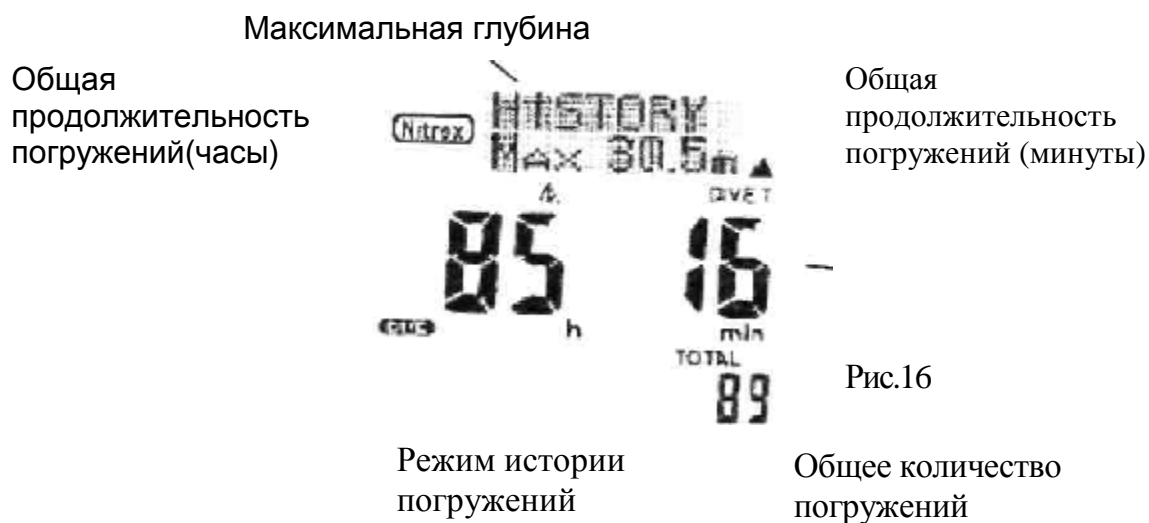 Максимальная глубина
Общая
продолжительность
погружений(часы)
Общая
продолжительность
погружений (минуты)
Nitrox
HISTORY
Max 30.5m
DIVE T
85
h
16
min
TOTAL
89
Рис.16
Режим истории
погружений
Общее количество
погружений